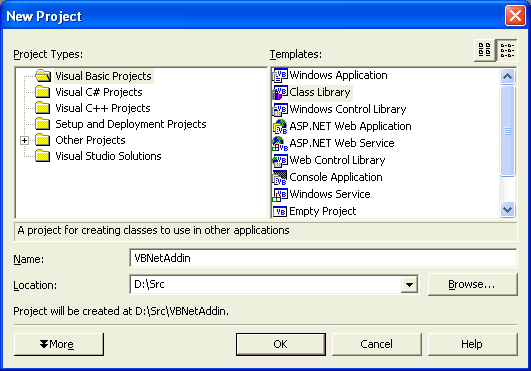 New Project
Project Types:
Templates:
Visual Basic Projects
Visual C# Projects
Visual C++ Projects
Setup and Deployment Projects
Other Projects
Visual Studio Solutions
Windows Application
Class Library
Windows Control Library
ASP.NET Web Application
ASP.NET Web Service
Web Control Library
Console Application
Windows Service
Empty Project
A project for creating classes to use in other applications
Name:
VBNetAddin
Location:
D:\Src
Browse...
Project will be created at D:\Src\VBNetAddin.
More
OK
Cancel
Help